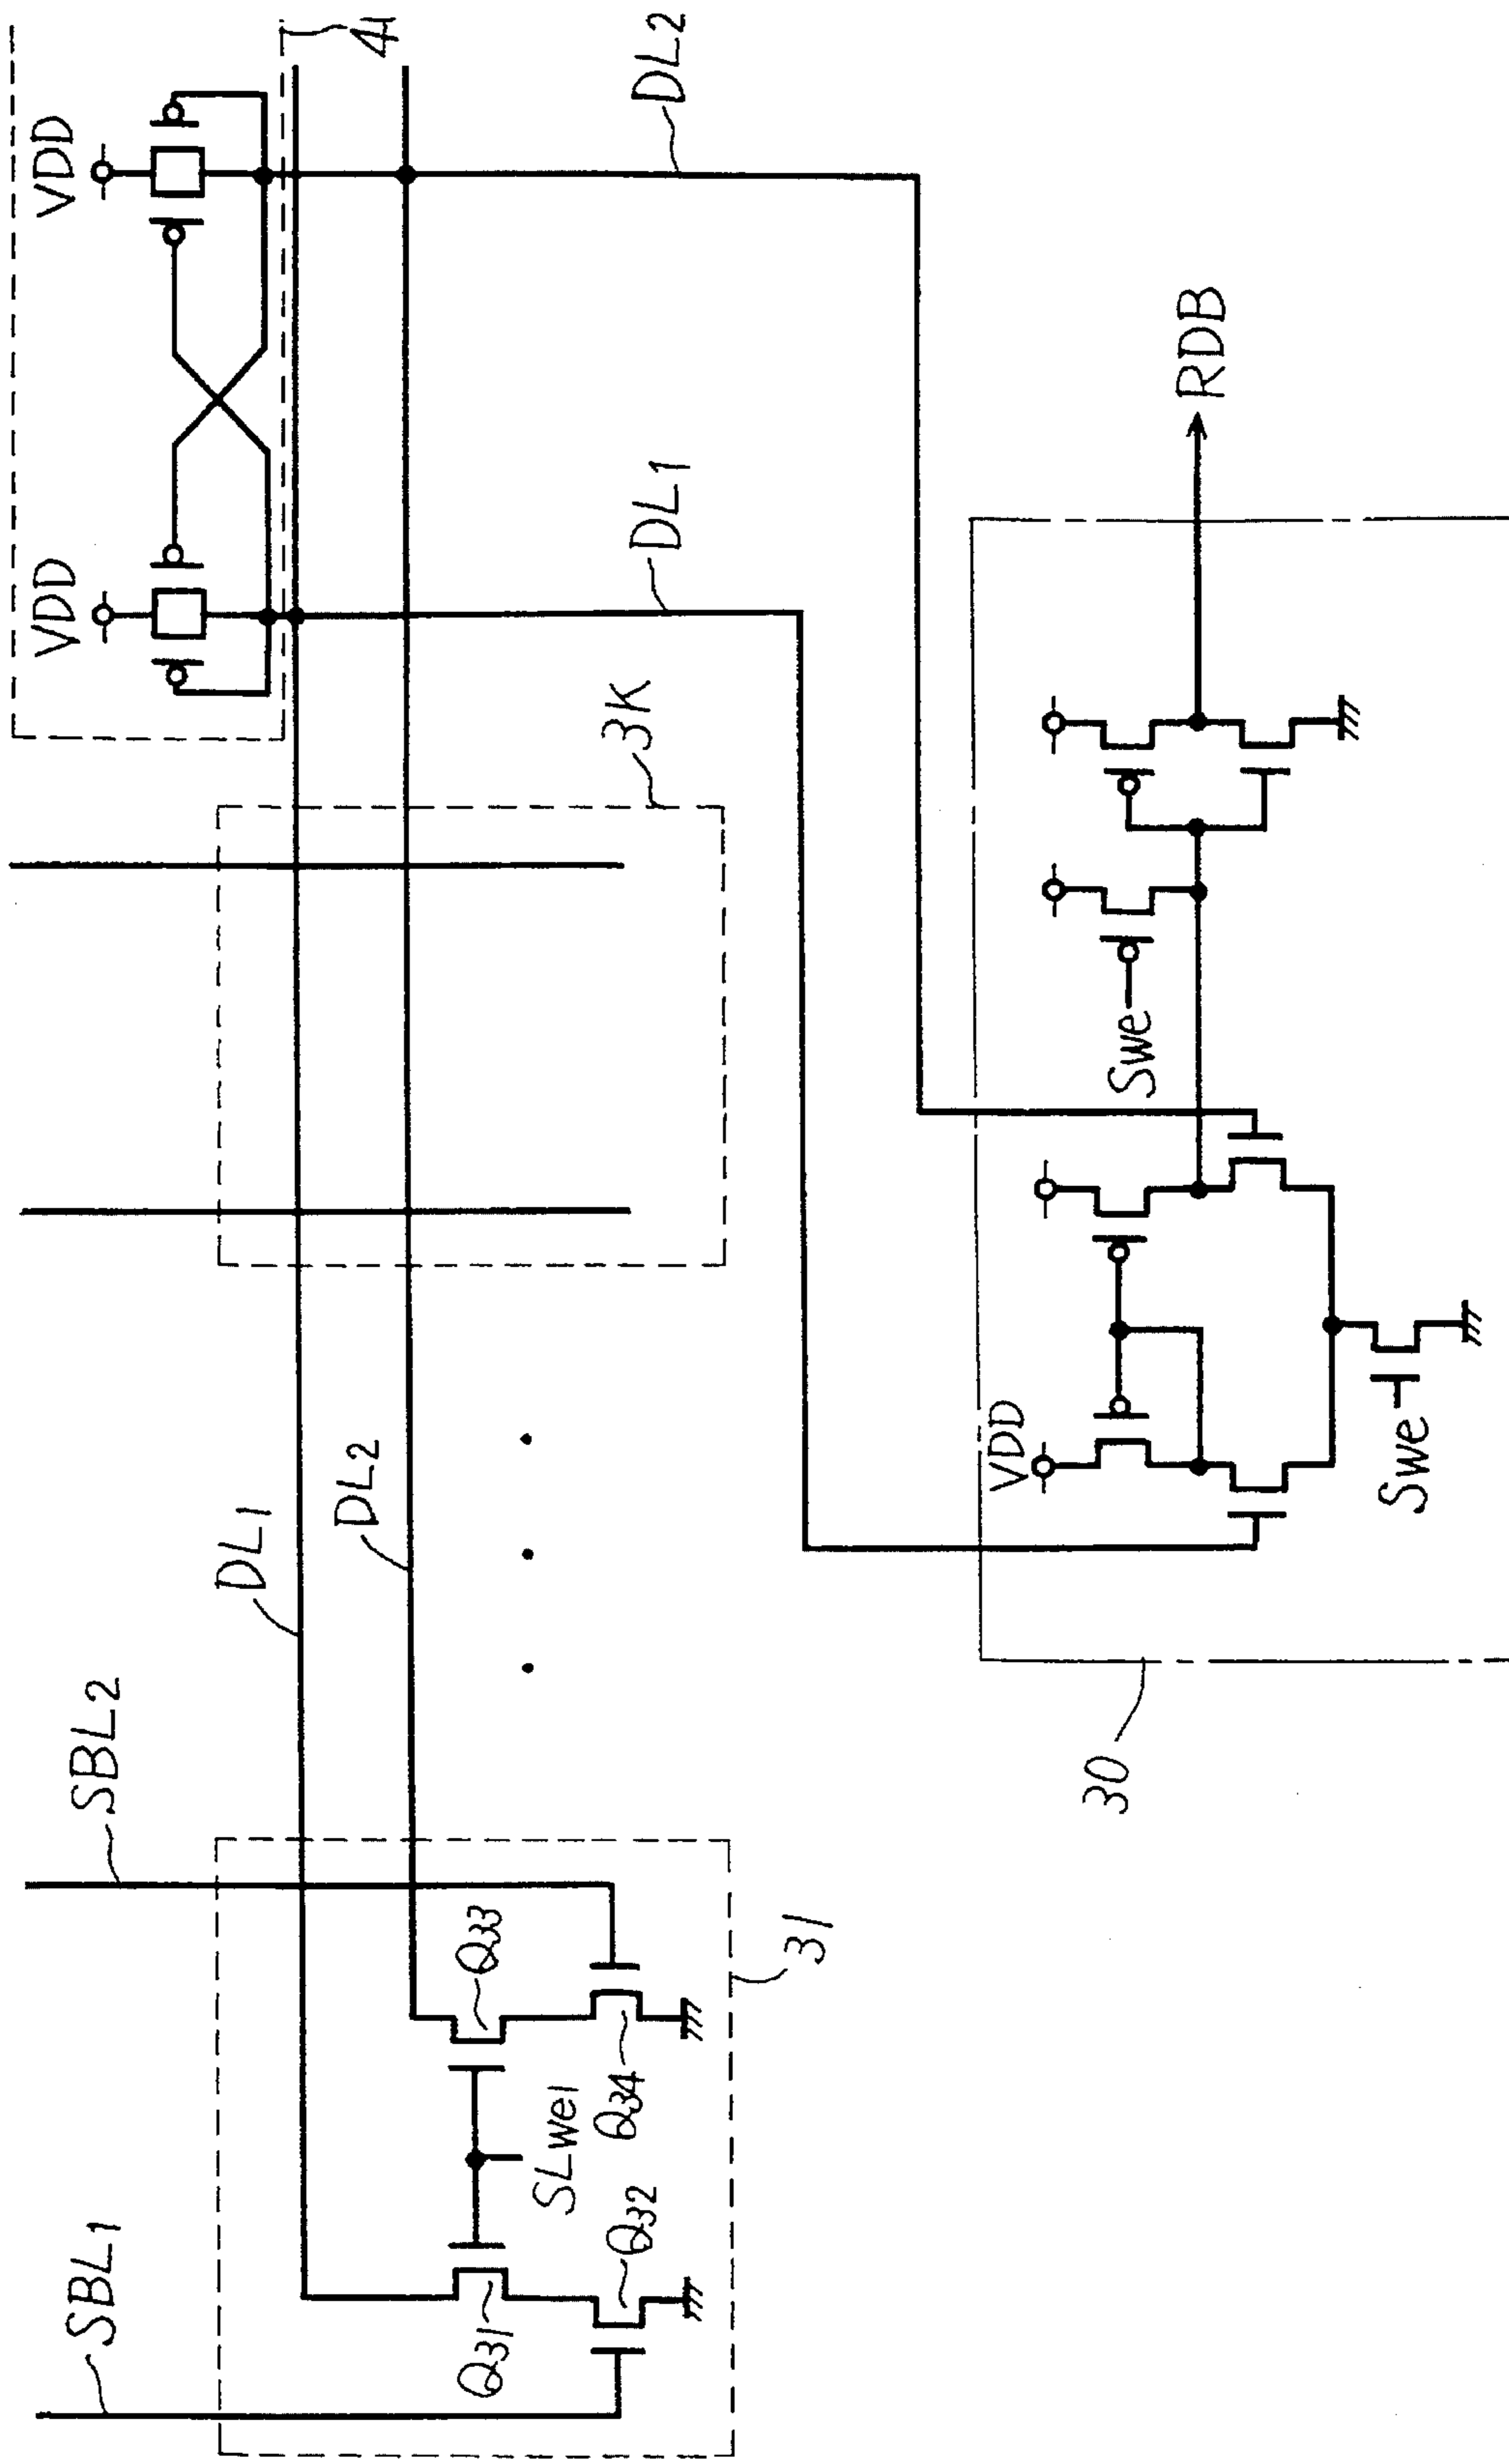 VDD
VDD
4
DL2
DL1
3K
RDB
Swe
VDD
Swe
30
DL1
DL2
SBL2
SBL1
Q33
Q34
SLwe1
Q31
Q32
31